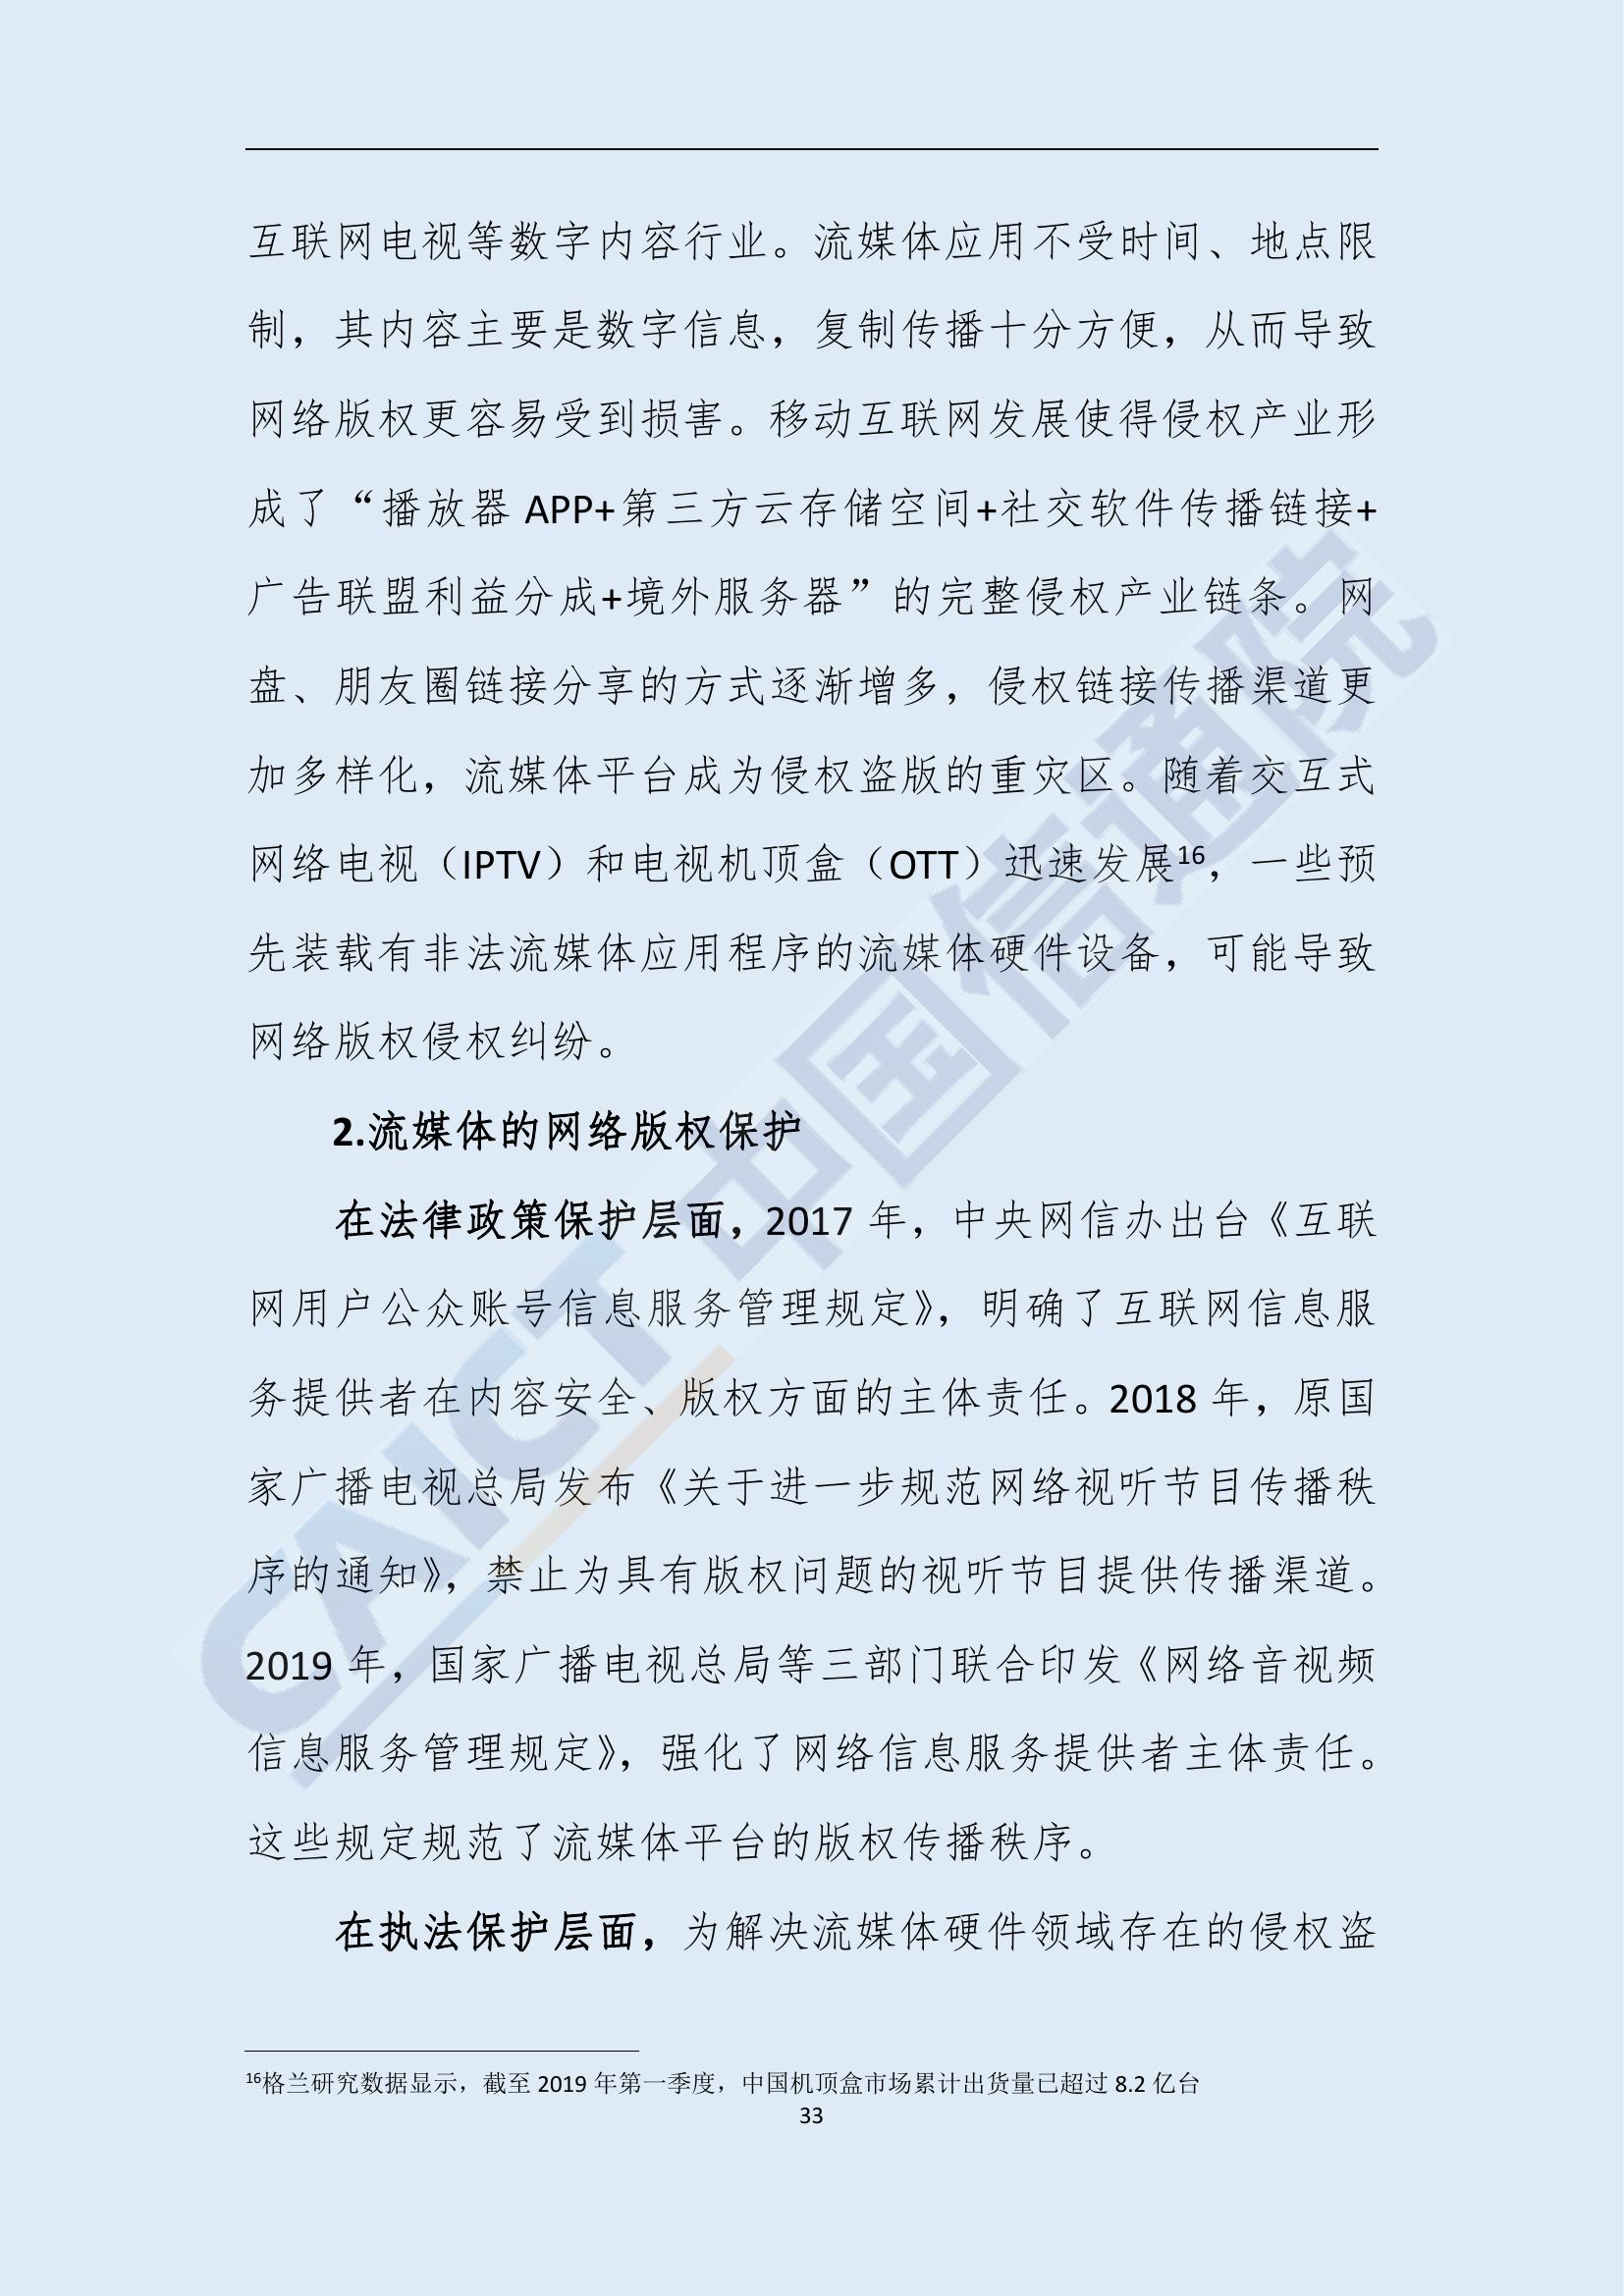 互联网电视等数字内容行业。流媒体应用不受时间、地点限
制，其内容主要是数字信息，复制传播十分方便，从而导致
网络版权更容易受到损害。移动互联网发展使得侵权产业形
成了“播放器 APP+第三方云存储空间+社交软件传播链接+
广告联盟利益分成+境外服务器”的完整侵权产业链条。网
盘、朋友圈链接分享的方式逐渐增多，侵权链接传播渠道更
加多样化，流媒体平台成为侵权盗版的重灾区。随着交互式
网络电视（IPTV）和电视机顶盒（OTT）迅速发展16，一些预
先装载有非法流媒体应用程序的流媒体硬件设备，可能导致
网络版权侵权纠纷。
2.流媒体的网络版权保护
在法律政策保护层面，2017 年，中央网信办出台《互联
网用户公众账号信息服务管理规定》，明确了互联网信息服
务提供者在内容安全、版权方面的主体责任。2018 年，原国
家广播电视总局发布《关于进一步规范网络视听节目传播秩
序的通知》，禁止为具有版权问题的视听节目提供传播渠道。
2019 年，国家广播电视总局等三部门联合印发《网络音视频
信息服务管理规定》，强化了网络信息服务提供者主体责任。
这些规定规范了流媒体平台的版权传播秩序。
在执法保护层面，为解决流媒体硬件领域存在的侵权盗
16格兰研究数据显示，截至 2019 年第一季度，中国机顶盒市场累计出货量已超过 8.2 亿台
33
CAICT 中国信通院